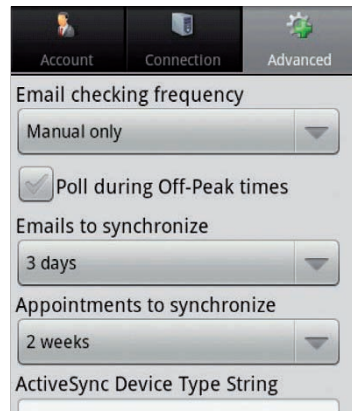 Account Connection Advanced
Email checking frequency
Manual only
Poll during Off-Peak times
Emails to synchronize
3 days
Appointments to synchronize
2 weeks
ActiveSync Device Type String